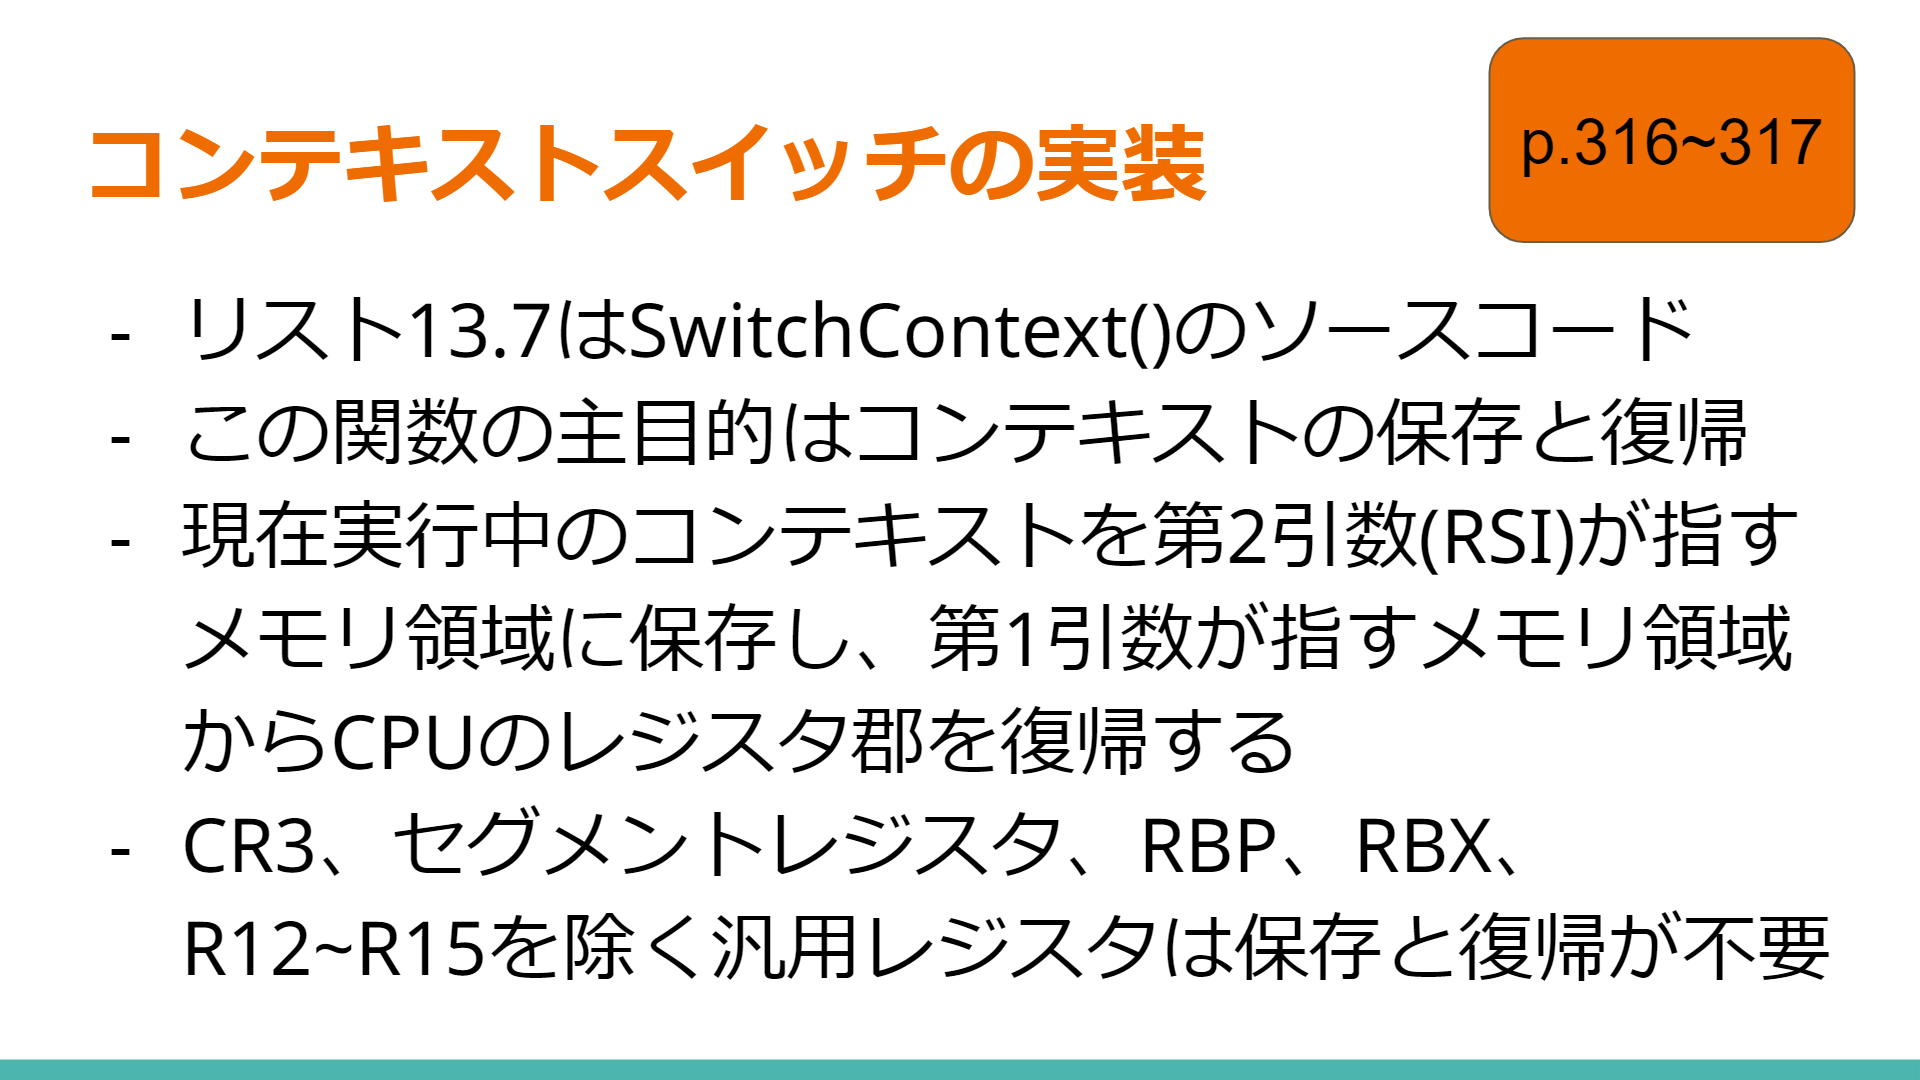 コンテキストスイッチの実装
p.316~317
- リスト13.7はSwitchContext()のソースコード
- この関数の主目的はコンテキストの保存と復帰
- 現在実行中のコンテキストを第2引数(RSI)が指す
メモリ領域に保存し、第1引数が指すメモリ領域
からCPUのレジスタ郡を復帰する
- CR3、セグメントレジスタ、RBP、RBX、
R12~R15を除く汎用レジスタは保存と復帰が不要